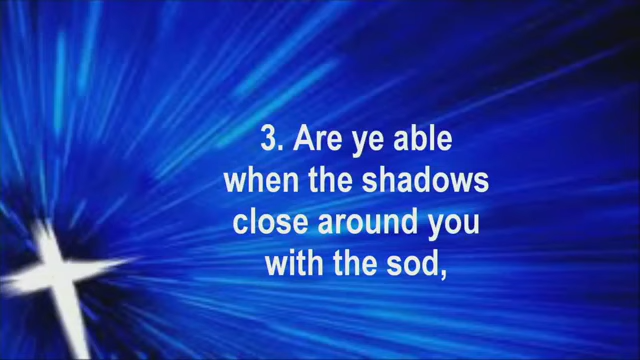 3. Are ye able
when the shadows
close around you
with the sod,